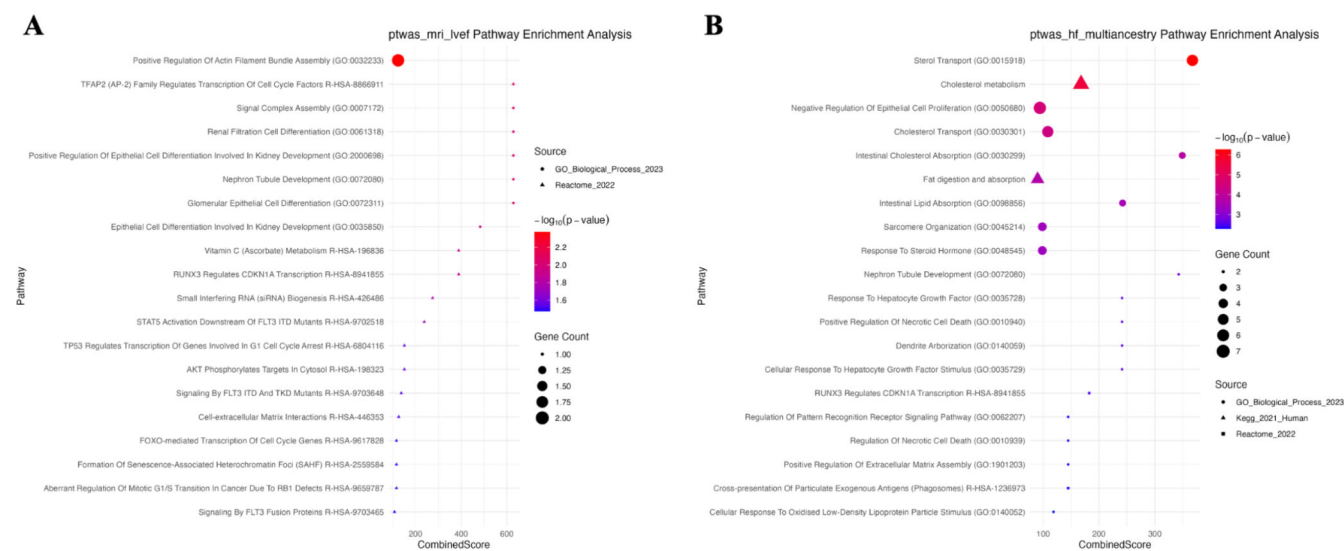 A
ptwas_mri_lvef Pathway Enrichment Analysis
Pathway
Positive Regulation Of Actin Filament Bundle Assembly (GO:0032233)
TFAP2 (AP-2) Family Regulates Transcription Of Cell Cycle Factors R-HSA-8866911
Signal Complex Assembly (GO:0007172)
Renal Filtration Cell Differentiation (GO:0061318)
Positive Regulation Of Epithelial Cell Differentiation Involved In Kidney Development (GO:2000698)
Nephron Tubule Development (GO:0072080)
Glomerular Epithelial Cell Differentiation (GO:0072311)
Epithelial Cell Differentiation Involved In Kidney Development (GO:0035850)
Vitamin C (Ascorbate) Metabolism R-HSA-196836
RUNX3 Regulates CDKN1A Transcription R-HSA-8941855
Small Interfering RNA (siRNA) Biogenesis R-HSA-426486
STAT5 Activation Downstream Of FLT3 ITD Mutants R-HSA-9702518
TP53 Regulates Transcription Of Genes Involved In G1 Cell Cycle Arrest R-HSA-6804116
AKT Phosphorylates Targets In Cytosol R-HSA-198323
Signaling By FLT3 ITD And TKD Mutants R-HSA-9703648
Cell-extracellular Matrix Interactions R-HSA-446353
FOXO-mediated Transcription Of Cell Cycle Genes R-HSA-9617828
Formation Of Senescence-Associated Heterochromatin Foci (SAHF) R-HSA-2559584
Aberrant Regulation Of Mitotic G1/S Transition In Cancer Due To RB1 Defects R-HSA-9659787
Signaling By FLT3 Fusion Proteins R-HSA-9703465
200 400 600
CombinedScore
Source
GO_Biological_Process_2023
Reactome_2022
−log10(p − value)
2.2
2.0
1.8
1.6
Gene Count
1.00
1.25
1.50
1.75
2.00
B
ptwas_hf_multiancestry Pathway Enrichment Analysis
Pathway
Sterol Transport (GO:0015918)
Cholesterol metabolism
Negative Regulation Of Epithelial Cell Proliferation (GO:0050680)
Cholesterol Transport (GO:0030301)
Intestinal Cholesterol Absorption (GO:0030299)
Fat digestion and absorption
Intestinal Lipid Absorption (GO:0098856)
Sarcomere Organization (GO:0045214)
Response To Steroid Hormone (GO:0048545)
Nephron Tubule Development (GO:0072080)
Response To Hepatocyte Growth Factor (GO:0035728)
Positive Regulation Of Necrotic Cell Death (GO:0010940)
Dendrite Arborization (GO:0140059)
Cellular Response To Hepatocyte Growth Factor Stimulus (GO:0035729)
RUNX3 Regulates CDKN1A Transcription R-HSA-8941855
Regulation Of Pattern Recognition Receptor Signaling Pathway (GO:0062207)
Regulation Of Necrotic Cell Death (GO:0010939)
Positive Regulation Of Extracellular Matrix Assembly (GO:1901203)
Cross-presentation Of Particulate Exogenous Antigens (Phagosomes) R-HSA-1236973
Cellular Response To Oxidised Low-Density Lipoprotein Particle Stimulus (GO:0140052)
100 200 300
CombinedScore
−log10(p − value)
6
5
4
3
Gene Count
2
3
4
5
6
7
Source
GO_Biological_Process_2023
Kegg_2021_Human
Reactome_2022